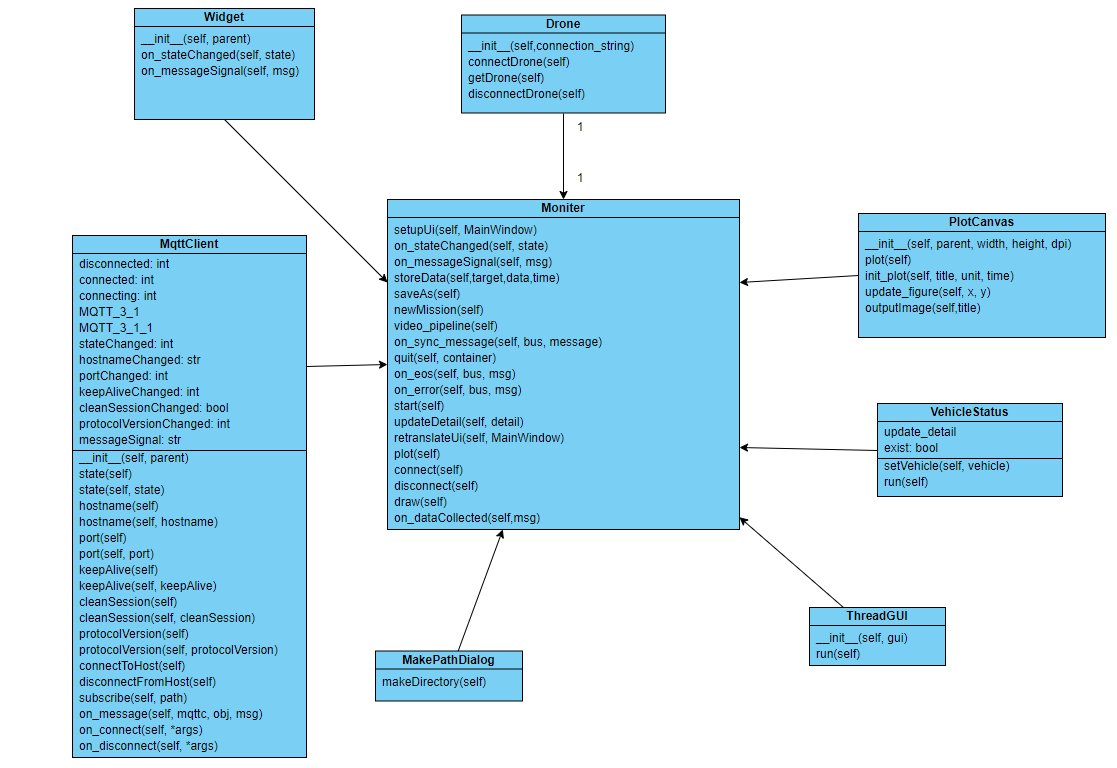 Widget
__init__(self, parent)
on_stateChanged(self, state)
on_messageSignal(self, msg)
Drone
__init__(self,connection_string)
connectDrone(self)
getDrone(self)
disconnectDrone(self)
1
1
Moniter
setupUi(self, MainWindow)
on_stateChanged(self, state)
on_messageSignal(self, msg)
storeData(self,target,data,time)
saveAs(self)
newMission(self)
video_pipeline(self)
on_sync_message(self, bus, message)
quit(self, container)
on_eos(self, bus, msg)
on_error(self, bus, msg)
start(self)
updateDetail(self, detail)
retranslateUi(self, MainWindow)
plot(self)
connect(self)
disconnect(self)
draw(self)
on_dataCollected(self,msg)
PlotCanvas
__init__(self, parent, width, height, dpi)
plot(self)
init_plot(self, title, unit, time)
update_figure(self, x, y)
outputImage(self,title)
MqttClient
disconnected: int
connected: int
connecting: int
MQTT_3_1
MQTT_3_1_1
stateChanged: int
hostnameChanged: str
portChanged: int
keepAliveChanged: int
cleanSessionChanged: bool
protocolVersionChanged: int
messageSignal: str
__init__(self, parent)
state(self)
state(self, state)
hostname(self)
hostname(self, hostname)
port(self)
port(self, port)
keepAlive(self)
keepAlive(self, keepAlive)
cleanSession(self)
cleanSession(self, cleanSession)
protocolVersion(self)
protocolVersion(self, protocolVersion)
connectToHost(self)
disconnectFromHost(self)
subscribe(self, path)
on_message(self, mqttc, obj, msg)
on_connect(self, *args)
on_disconnect(self, *args)
VehicleStatus
update_detail
exist: bool
setVehicle(self, vehicle)
run(self)
ThreadGUI
__init__(self, gui)
run(self)
MakePathDialog
makeDirectory(self)